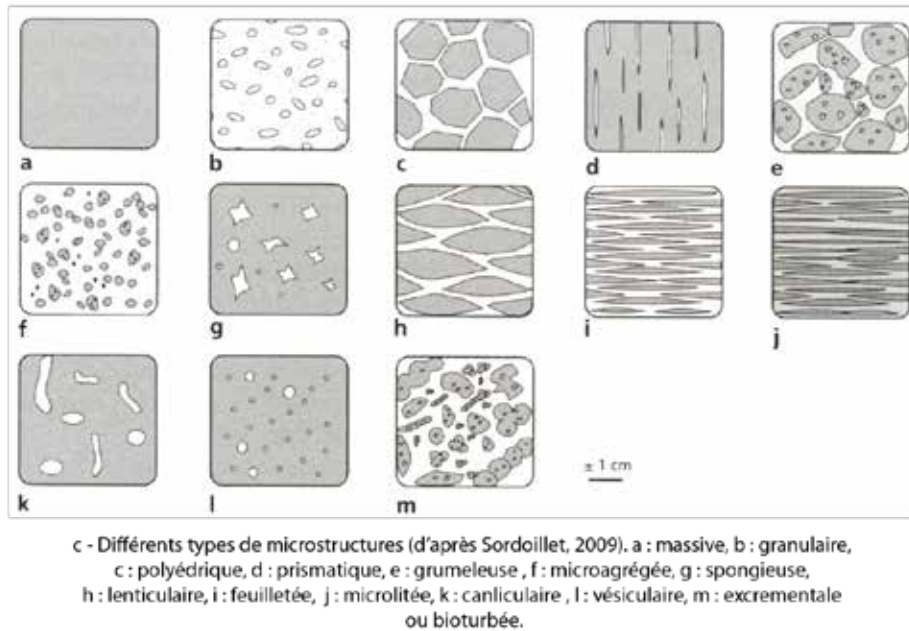 a
b
c
d
e
f
g
h
i
j
k
l
m
± 1 cm
c - Différents types de microstructures (d'après Sordoillet, 2009). a : massive, b : granulaire,
c : polyédrique, d : prismatique, e : grumeleuse , f : microagrégée, g : spongieuse,
h : lenticulaire, i : feuilletée, j : microlitée, k : canliculaire , l : vésiculaire, m : excrementale
ou bioturbée.